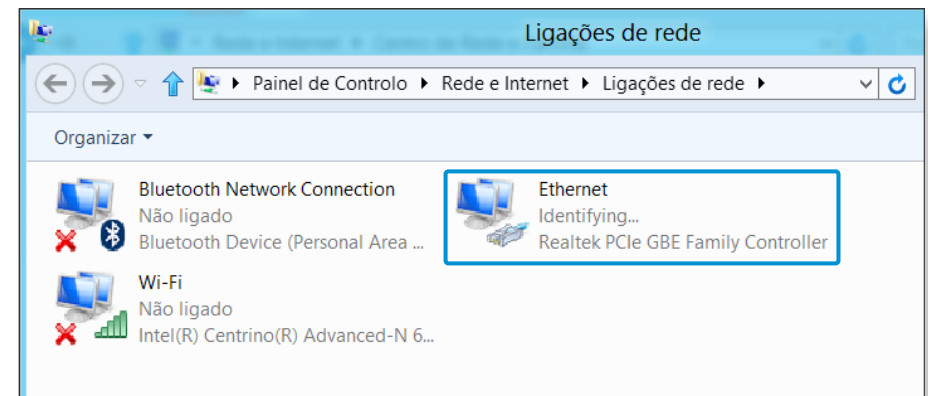 Ligações de rede
Painel de Controlo Rede e Internet Ligações de rede
Organizar
Bluetooth Network Connection
Não ligado
Bluetooth Device (Personal Area ...
Ethernet
Identifying...
Realtek PCIe GBE Family Controller
Wi-Fi
Não ligado
Intel(R) Centrino(R) Advanced-N 6...